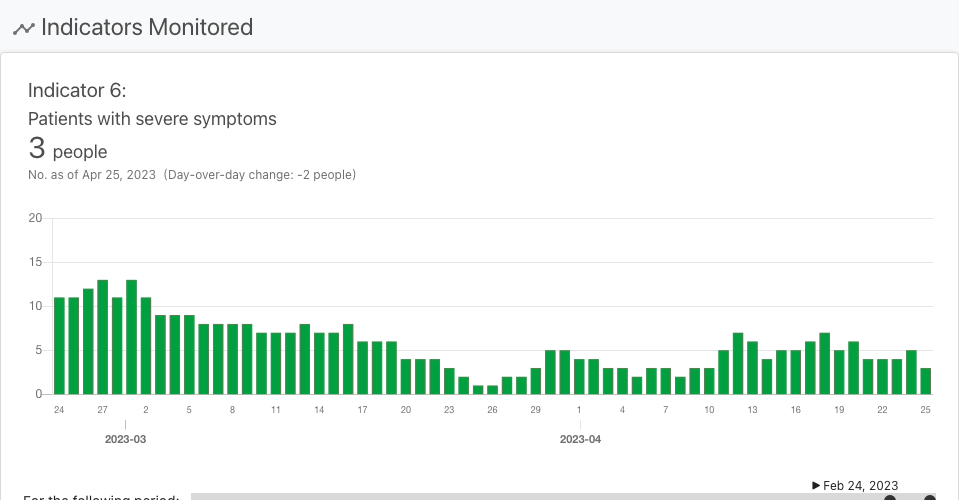 Indicators Monitored
Indicator 6:
Patients with severe symptoms
3 people
No. as of Apr 25, 2023 (Day-over-day change: -2 people)
20
15
10
5
0
24 27 2 5 8 11 14 17 20 23 26 29 1 4 7 10 13 16 19 22 25
2023-03 2023-04
Feb 24, 2023
For the following period: